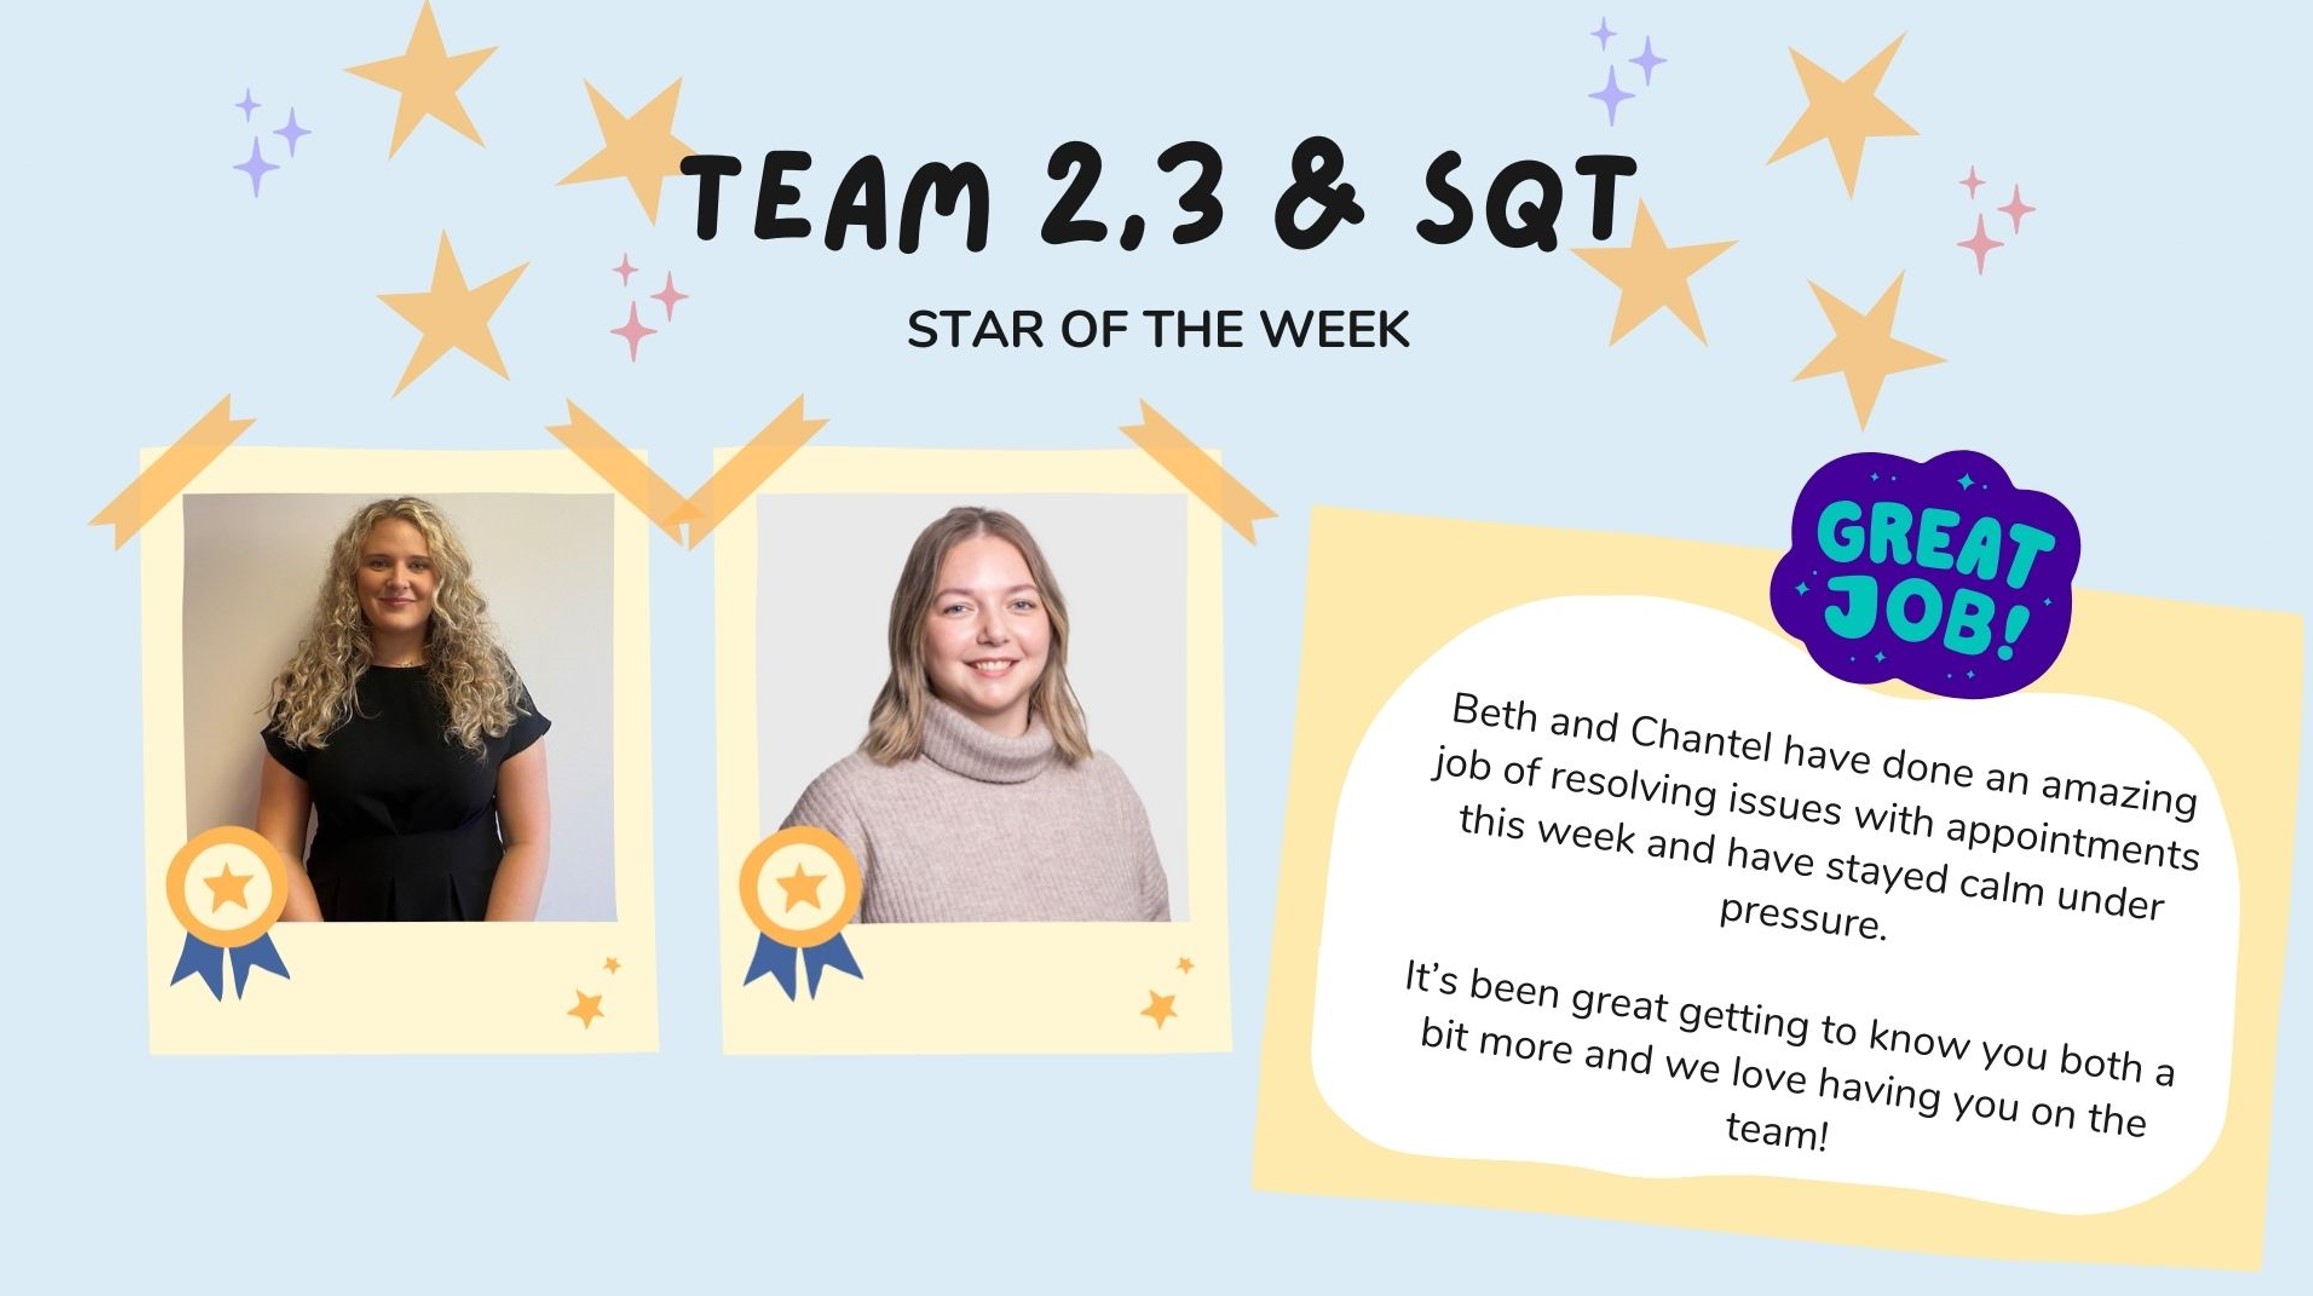 TEAM 2,3 & SQT
STAR OF THE WEEK
GREAT
JOB!
Beth and Chantel have done an amazing
job of resolving issues with appointments
this week and have stayed calm under
pressure.
It’s been great getting to know you both a
bit more and we love having you on the
team!